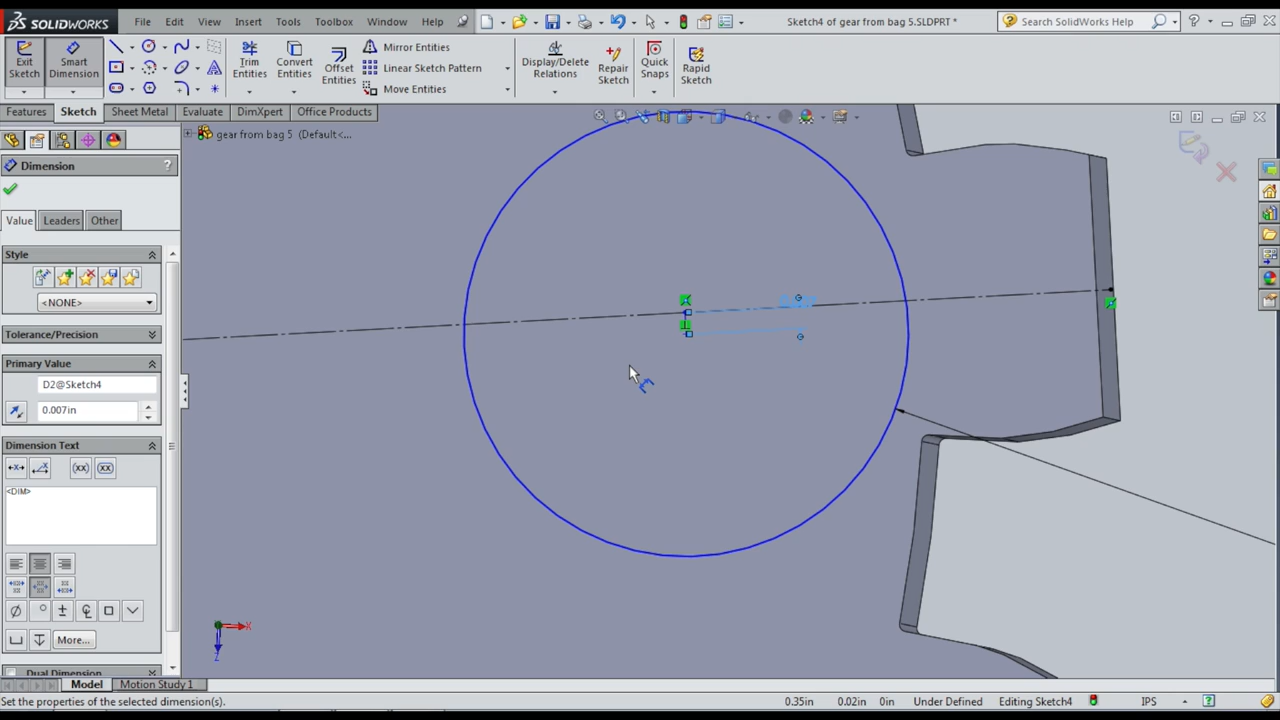 SOLIDWORKS File Edit View Insert Tools Toolbox Window Help Sketch4 of gear from bag 5.SLDPRT * Search SolidWorks Help
Exit Sketch
Smart Dimension
Trim Entities
Convert Entities
Offset Entities
Mirror Entities
Linear Sketch Pattern
Move Entities
Display/Delete Relations
Repair Sketch
Quick Snaps
Rapid Sketch
Features Sketch Sheet Metal Evaluate DimXpert Office Products
gear from bag 5 (Default<...
Dimension ?
Value Leaders Other
Style
<NONE>
Tolerance/Precision
Primary Value
D2@Sketch4
0.007in
Dimension Text
(xx) (xx)
<DIM>
More...
Dual Dimension
X
Z
Model Motion Study 1
Set the properties of the selected dimension(s). 0.35in 0.02in 0in Under Defined Editing Sketch4 IPS ?